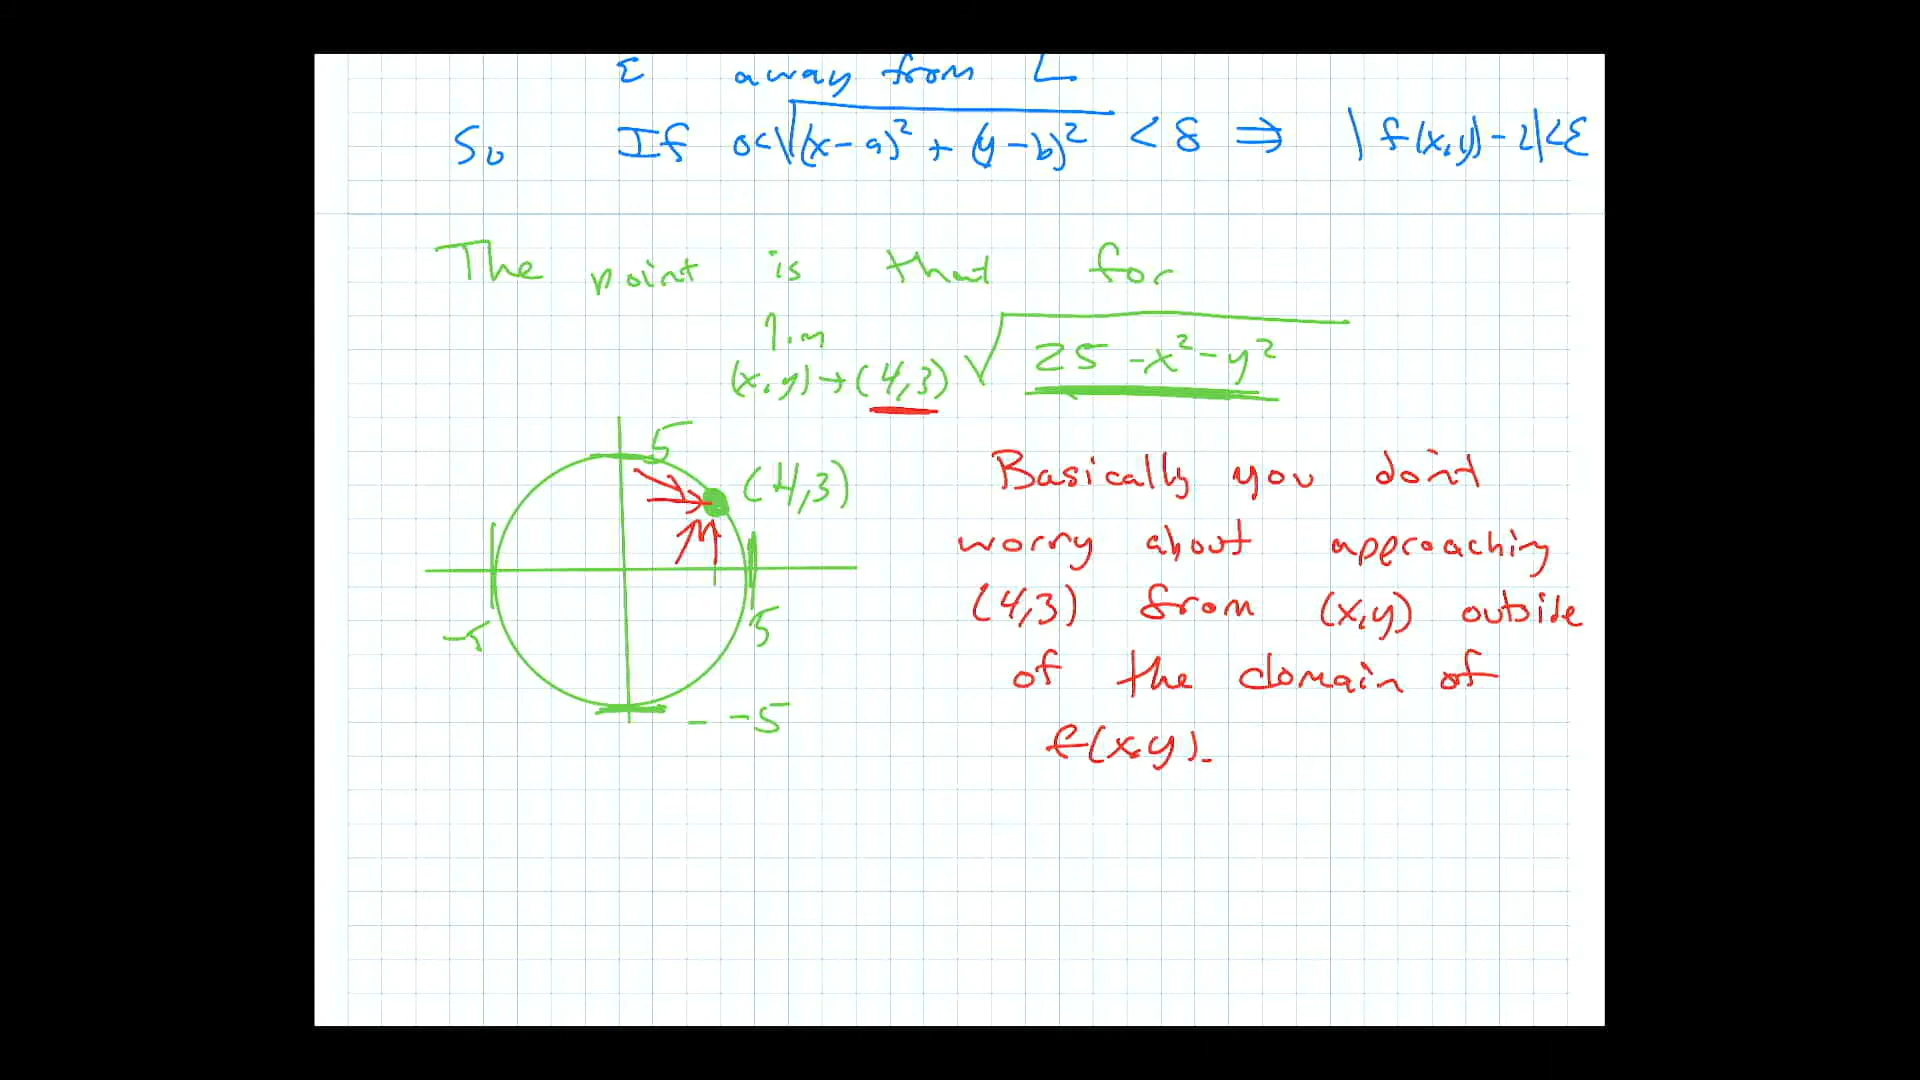 ε away from L
So If 0<√((x-a)² + (y-b)²) < δ ⇒ |f(x,y)-L|<ε
The point is that for
lim
(x,y)→(4,3) √(25-x²-y²)
5
(4,3)
-5
5
- -5
Basically you don't
worry about approaching
(4,3) from (x,y) outside
of the domain of
f(x,y).